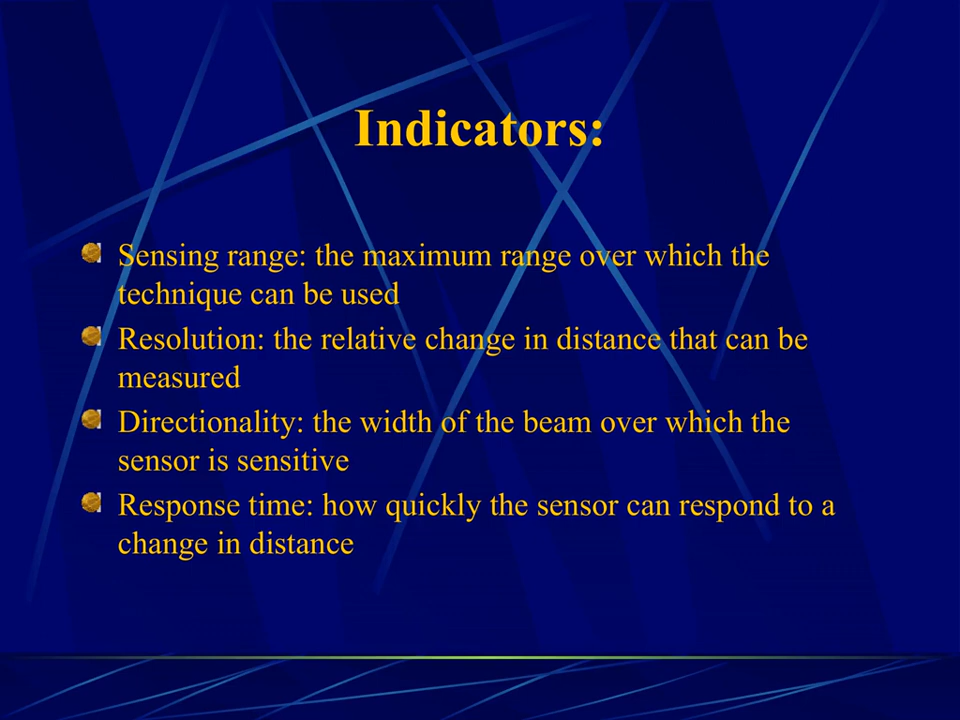 Indicators:
Sensing range: the maximum range over which the
technique can be used
Resolution: the relative change in distance that can be
measured
Directionality: the width of the beam over which the
sensor is sensitive
Response time: how quickly the sensor can respond to a
change in distance